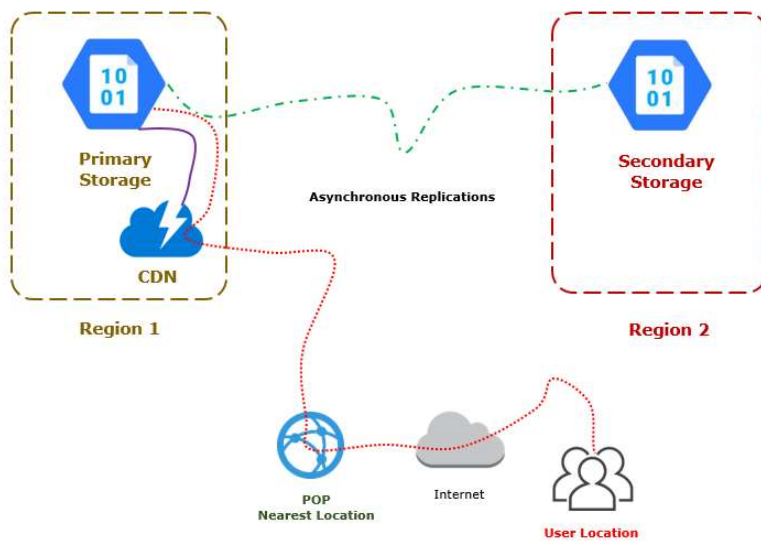 10
01
Primary
Storage
CDN
Region 1
Asynchronous Replications
10
01
Secondary
Storage
Region 2
POP
Nearest Location
Internet
User Location